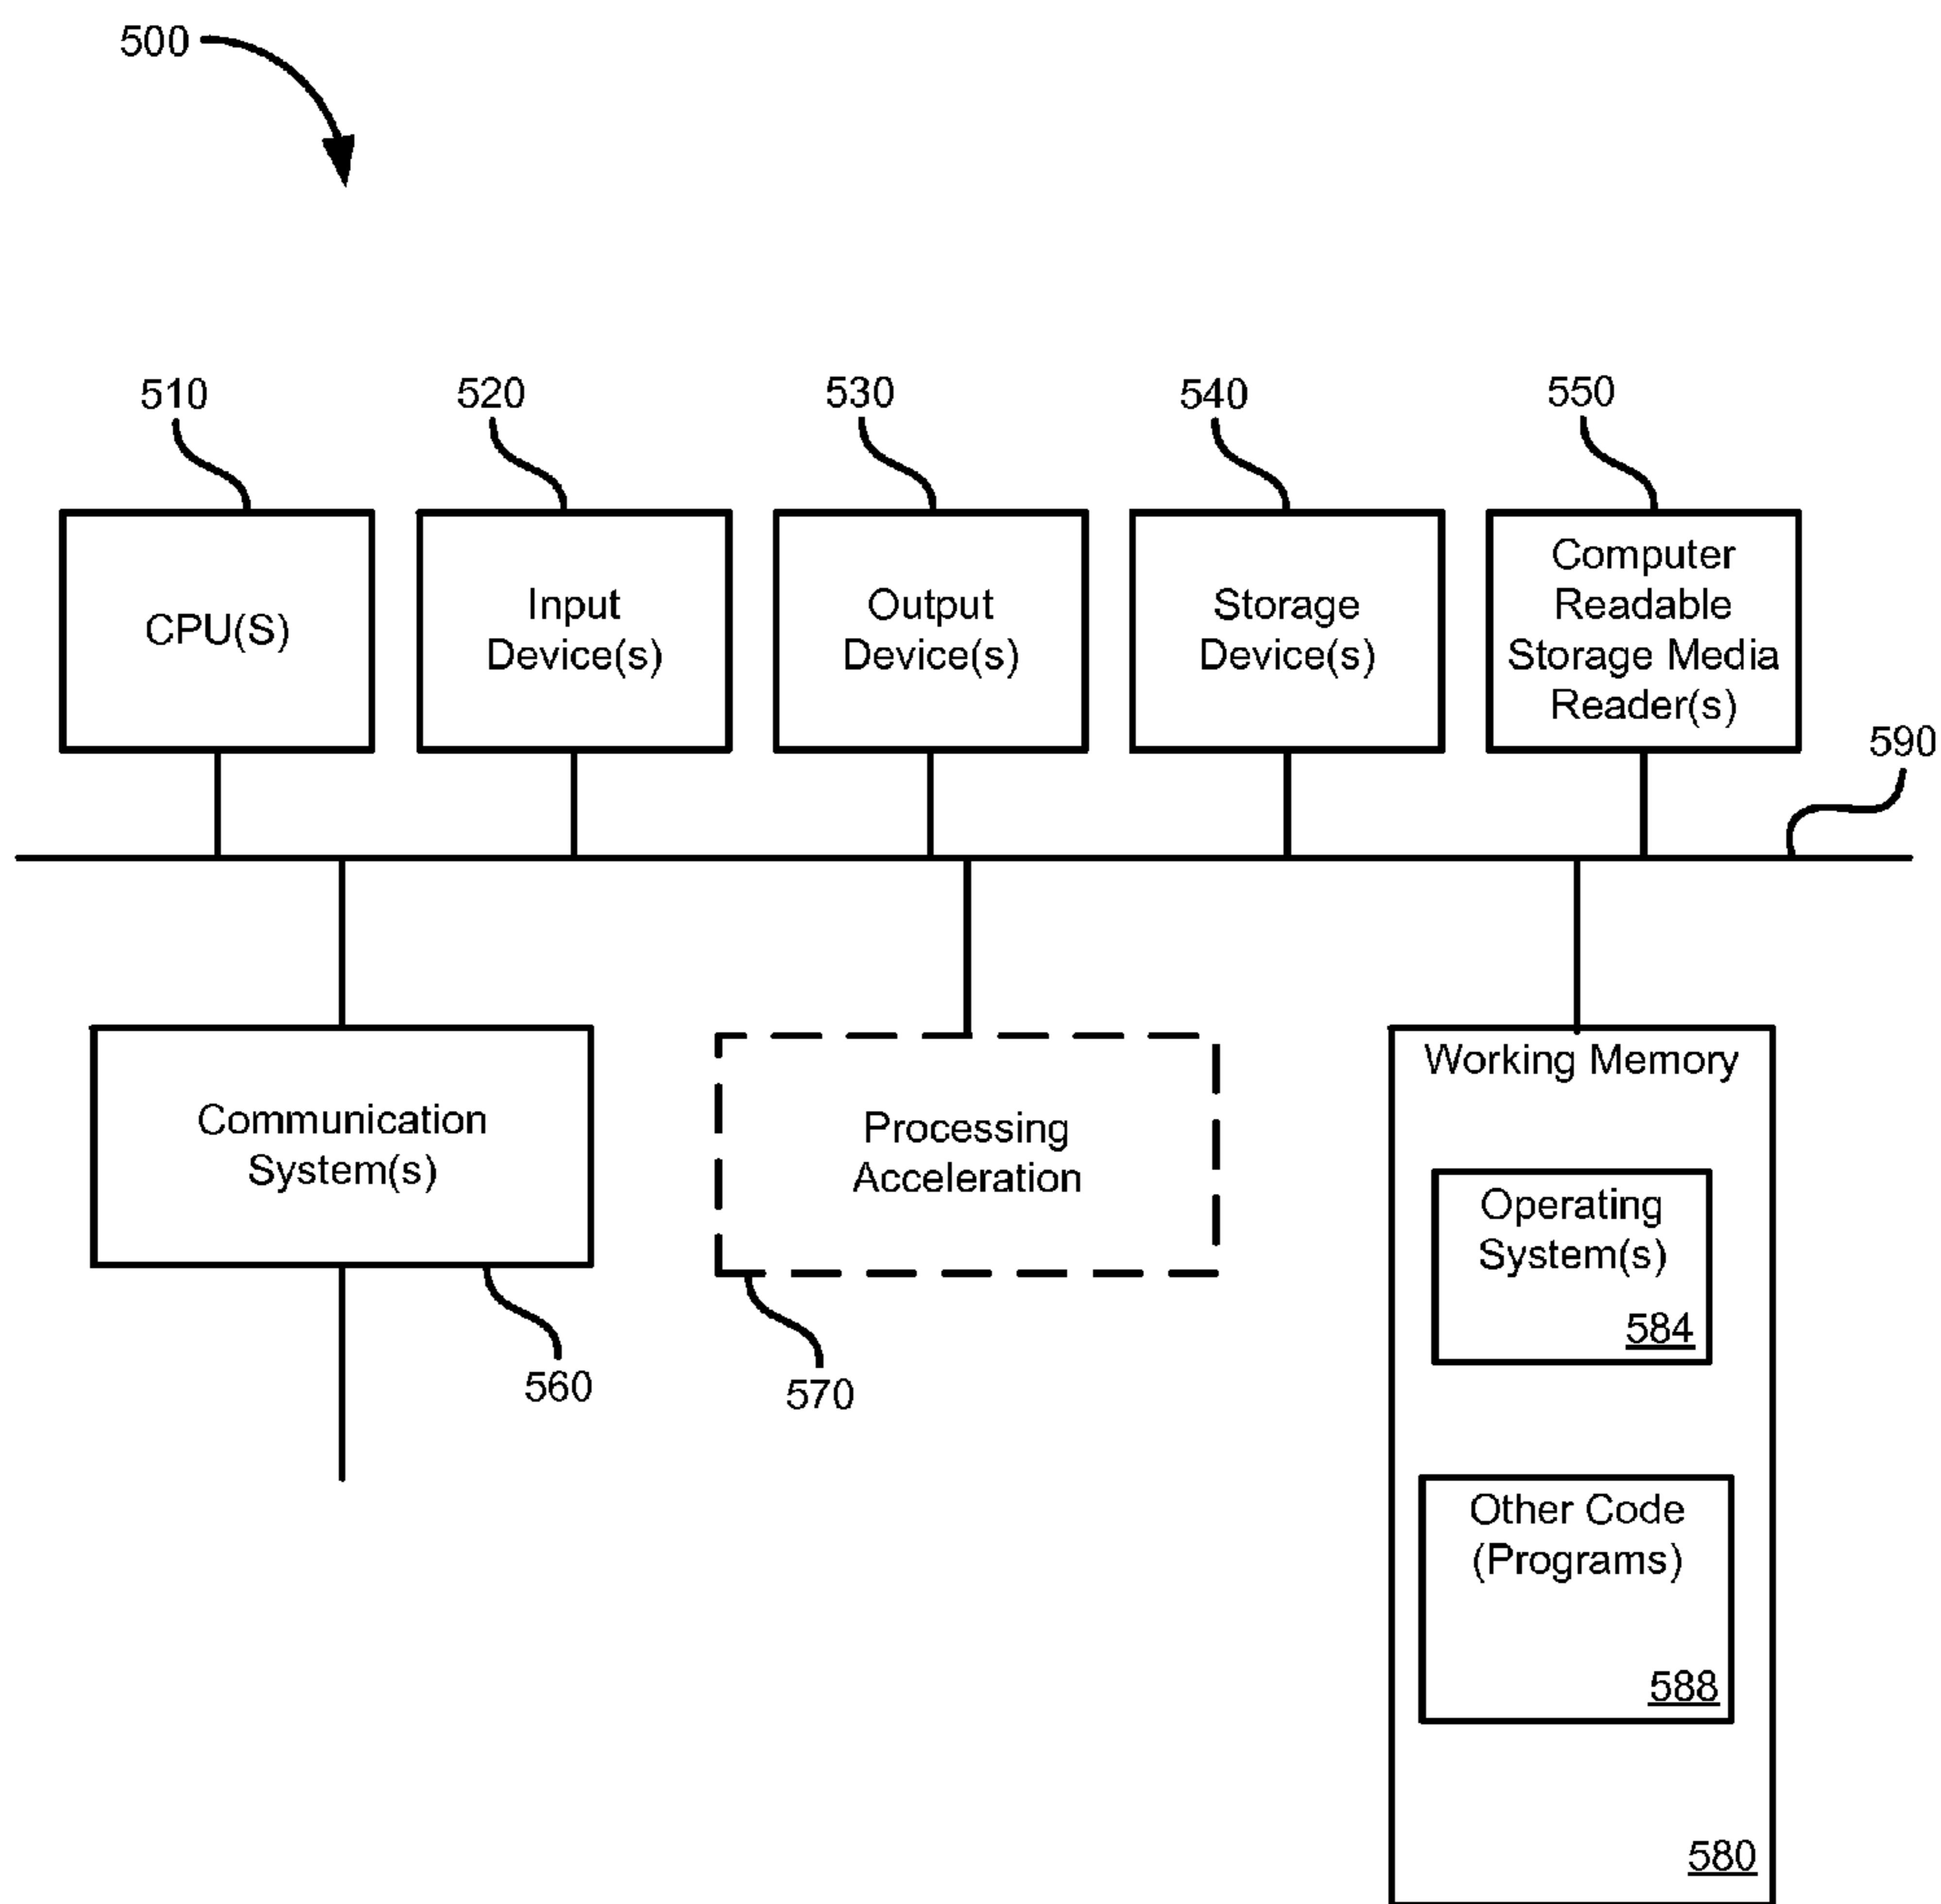 500
510
520
530
540
550
CPU(S)
Input
Device(s)
Output
Device(s)
Storage
Device(s)
Computer
Readable
Storage Media
Reader(s)
590
Communication
System(s)
560
Processing
Acceleration
570
Working Memory
Operating
System(s)
584
Other Code
(Programs)
588
580